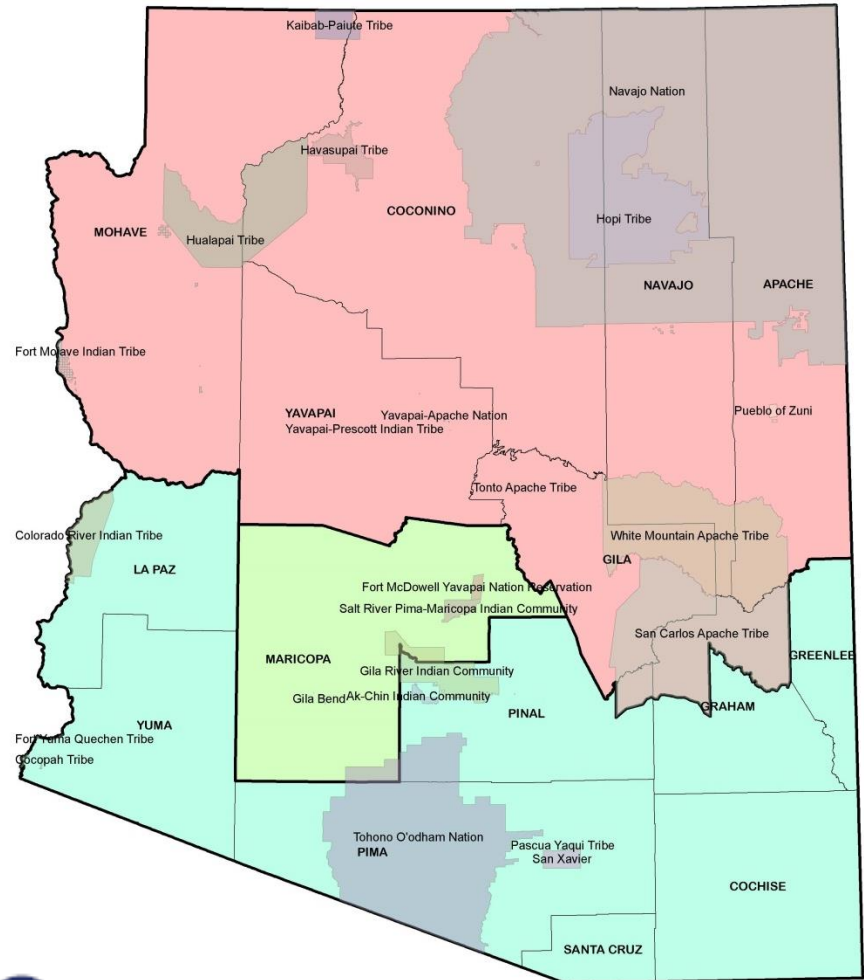 Kaibab-Paiute Tribe
Navajo Nation
Havasupai Tribe
COCONINO
Hopi Tribe
MOHAVE
Hualapai Tribe
NAVAJO
APACHE
Fort Mojave Indian Tribe
YAVAPAI
Yavapai-Apache Nation
Pueblo of Zuni
Yavapai-Prescott Indian Tribe
Tonto Apache Tribe
Colorado River Indian Tribe
White Mountain Apache Tribe
GILA
LA PAZ
Fort McDowell Yavapai Nation Reservation
Salt River Pima-Maricopa Indian Community
San Carlos Apache Tribe
GREENLEE
MARICOPA
Gila River Indian Community
Gila Bend
Ak-Chin Indian Community
GRAHAM
PINAL
YUMA
Fort Yuma Quechen Tribe
Cocopah Tribe
Tohono O'odham Nation
PIMA
Pascua Yaqui Tribe
San Xavier
COCHISE
SANTA CRUZ